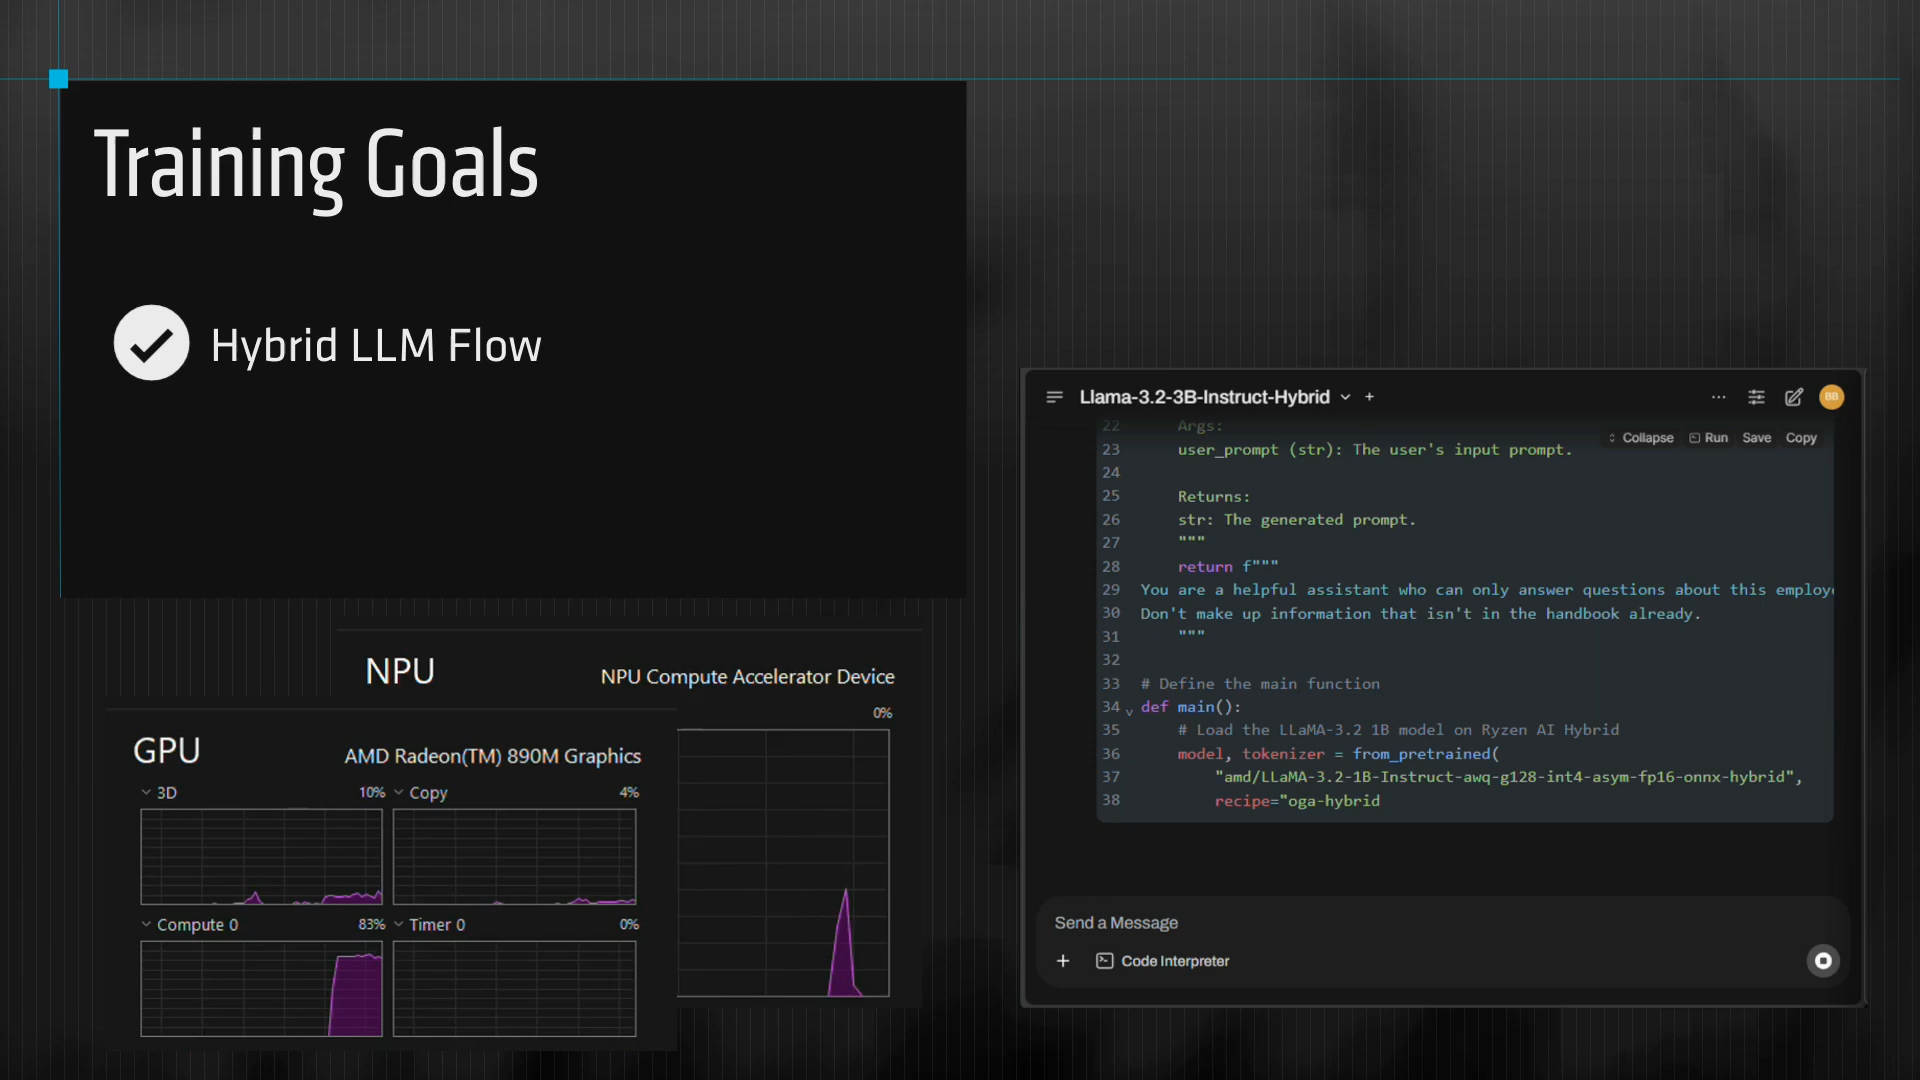 Training Goals
Hybrid LLM Flow
NPU
NPU Compute Accelerator Device
0%
GPU
AMD Radeon(TM) 890M Graphics
3D 10%
Copy 4%
Compute 0 83%
Timer 0 0%
Llama-3.2-3B-Instruct-Hybrid
BB
Collapse Run Save Copy
22 Args:
23 user_prompt (str): The user's input prompt.
24
25 Returns:
26 str: The generated prompt.
27 """
28 return f"""
29 You are a helpful assistant who can only answer questions about this employe
30 Don't make up information that isn't in the handbook already.
31 """
32
33 # Define the main function
34 def main():
35 # Load the LLaMA-3.2 1B model on Ryzen AI Hybrid
36 model, tokenizer = from_pretrained(
37 "amd/LLaMA-3.2-1B-Instruct-awq-g128-int4-asym-fp16-onnx-hybrid",
38 recipe="oga-hybrid
Send a Message
+ Code Interpreter